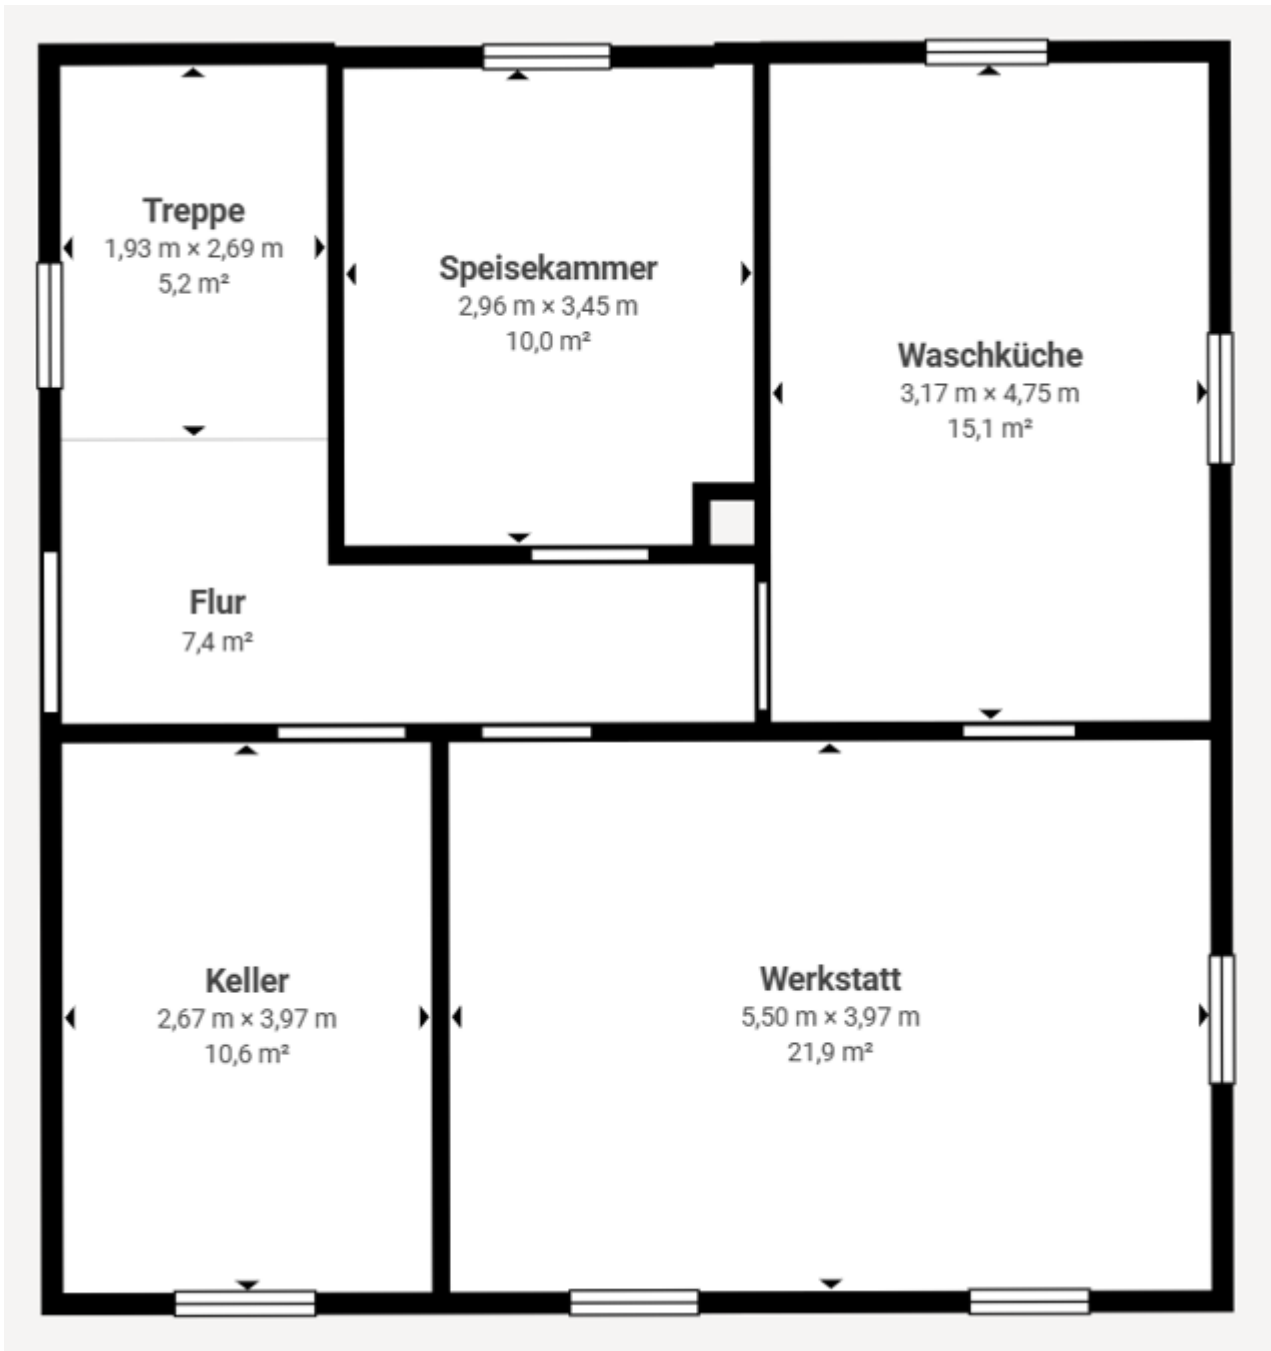 Treppe
1,93 m × 2,69 m
5,2 m²
Speisekammer
2,96 m × 3,45 m
10,0 m²
Waschküche
3,17 m × 4,75 m
15,1 m²
Flur
7,4 m²
Keller
2,67 m × 3,97 m
10,6 m²
Werkstatt
5,50 m × 3,97 m
21,9 m²